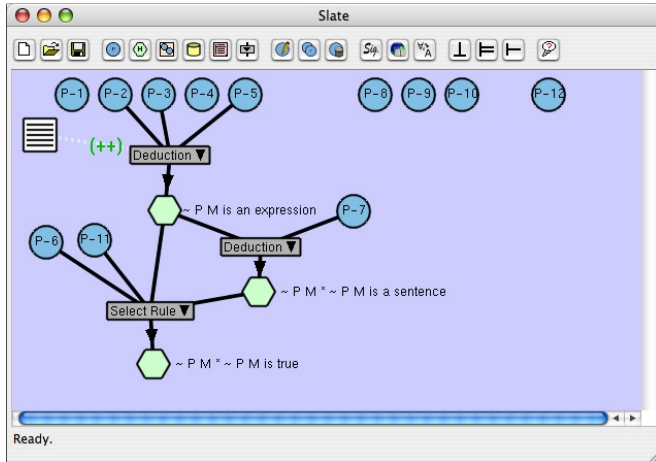 Slate
Sig.
P-1 P-2 P-3 P-4 P-5 P-8 P-9 P-10 P-12
(++)
Deduction ▼
~ P M is an expression
P-7
P-6 P-11
Deduction ▼
~ P M * ~ P M is a sentence
Select Rule ▼
~ P M * ~ P M is true
Ready.